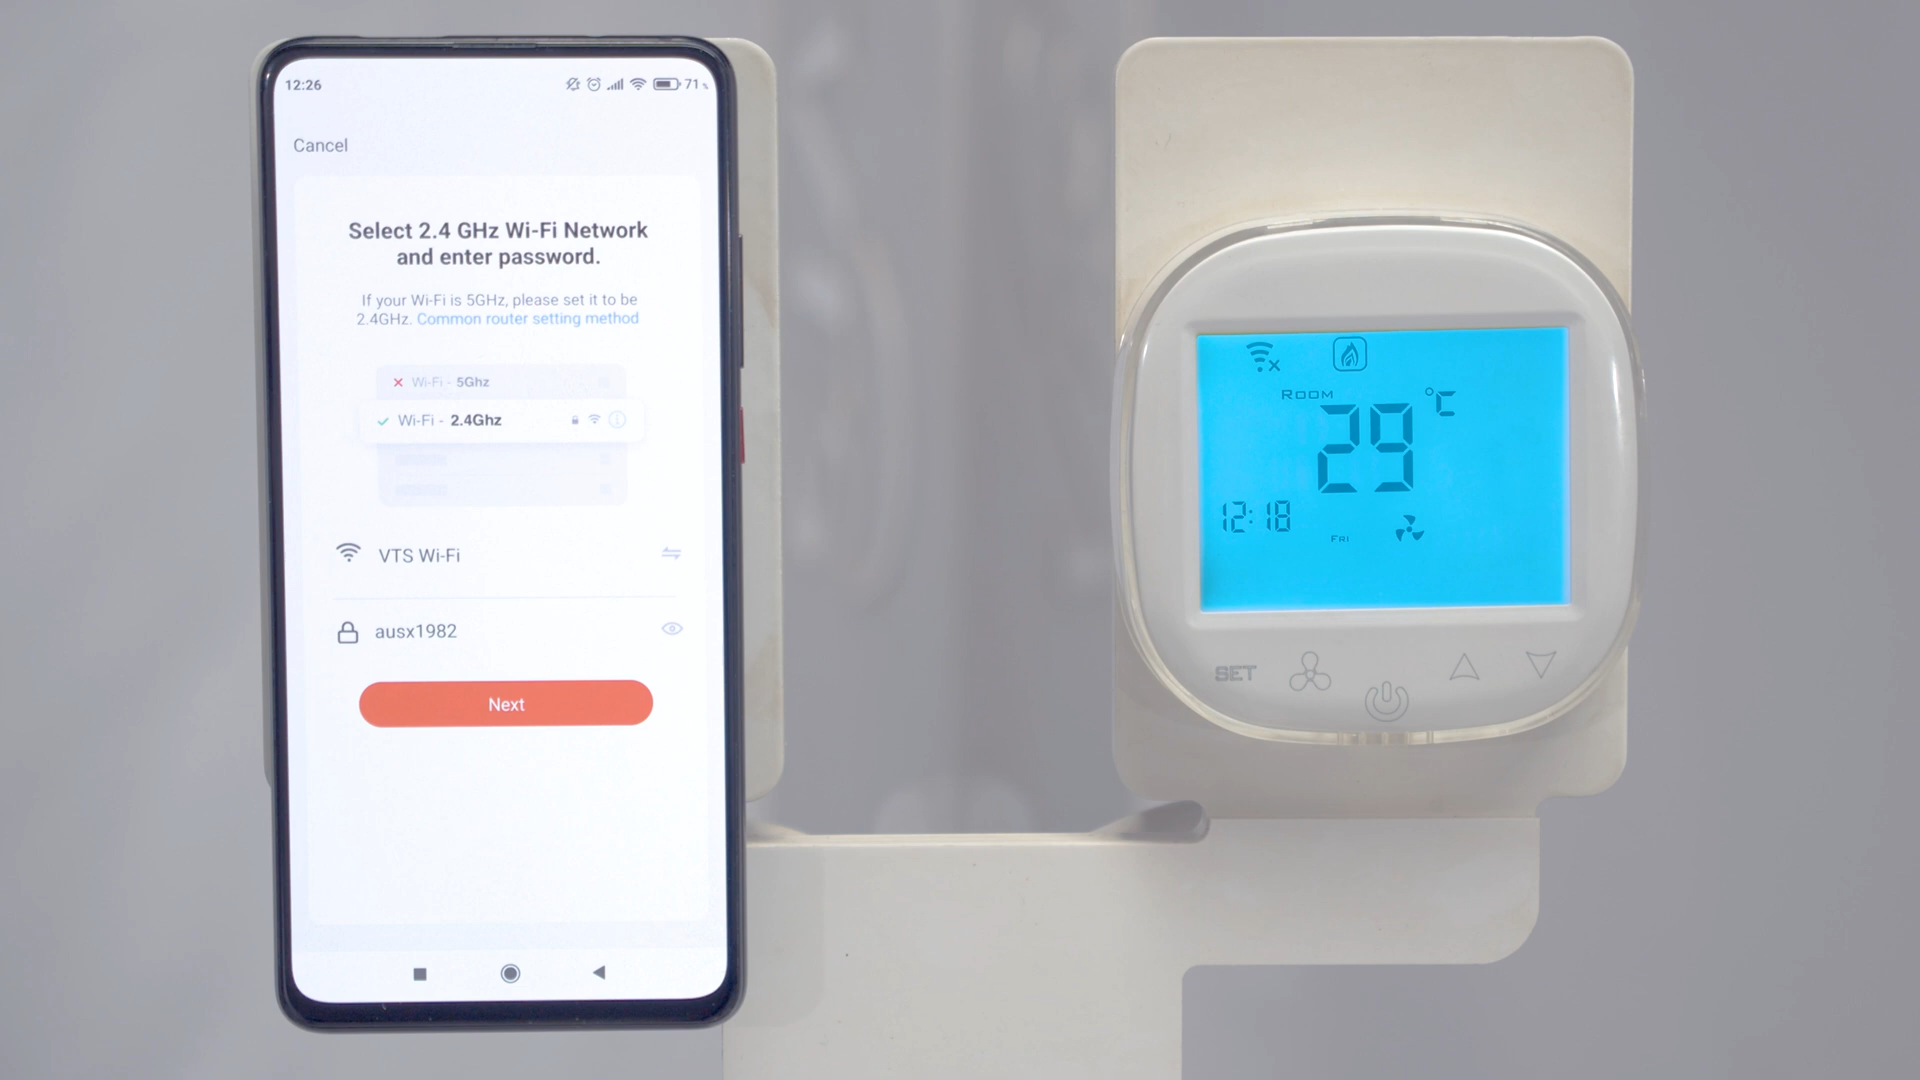 12:26
71%
Cancel
Select 2.4 GHz Wi-Fi Network
and enter password.
If your Wi-Fi is 5GHz, please set it to be
2.4GHz. Common router setting method
Wi-Fi - 5Ghz
Wi-Fi - 2.4Ghz
VTS Wi-Fi
ausx1982
Next
ROOM
29 °C
12:18
FRI
SET